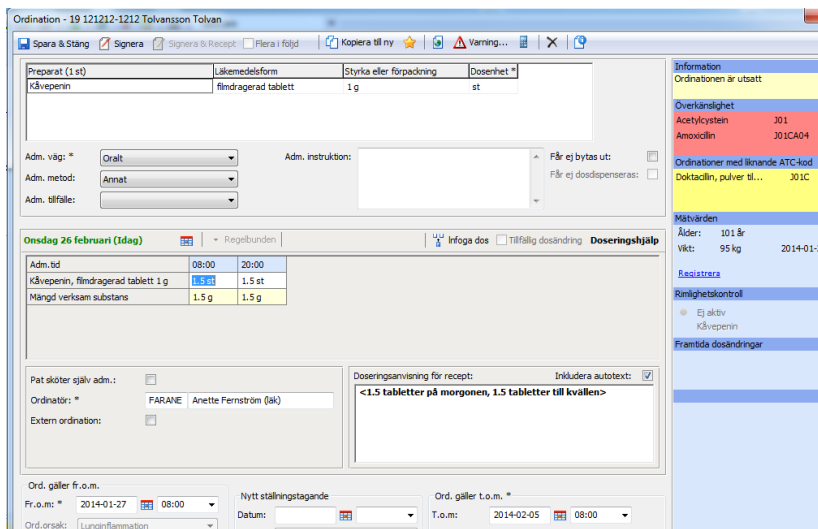 Ordination - 19 121212-1212 Tolvansson Tolvan
Spara & Stäng Signera Signera & Recept Flera i följd Kopiera till ny Varning...
Preparat (1 st) Läkemedelsform Styrka eller förpackning Dosenhet *
Kåvepenin filmdragerad tablett 1 g st
Adm. väg: * Oralt Adm. instruktion: Får ej bytas ut:
Adm. metod: Annat Får ej dosdispenseras:
Adm. tillfälle:
Onsdag 26 februari (Idag) Regelbunden Infoga dos Tillfällig dosändring Doseringshjälp
Adm.tid 08:00 20:00
Kåvepenin, filmdragerad tablett 1 g 1.5 st 1.5 st
Mängd verksam substans 1.5 g 1.5 g
Pat sköter själv adm.:
Ordinatör: * FARANE Anette Fernström (läk)
Extern ordination:
Doseringsanvisning för recept: Inkludera autotext:
<1.5 tabletter på morgonen, 1.5 tabletter till kvällen>
Ord. gäller fr.o.m.
Fr.o.m: * 2014-01-27 08:00
Ord.orsak: Lunginflammation
Nytt ställningstagande
Datum:
Ord. gäller t.o.m. *
T.o.m: 2014-02-05 08:00
Information
Ordinationen är utsatt
Överkänslighet
Acetylcystein J01
Amoxicillin J01CA04
Ordinationer med liknande ATC-kod
Doktacillin, pulver til... J01C
Mätvärden
Ålder: 101 år
Vikt: 95 kg 2014-01-2
Registrera
Rimlighetskontroll
Ej aktiv
Kåvepenin
Framtida dosändringar